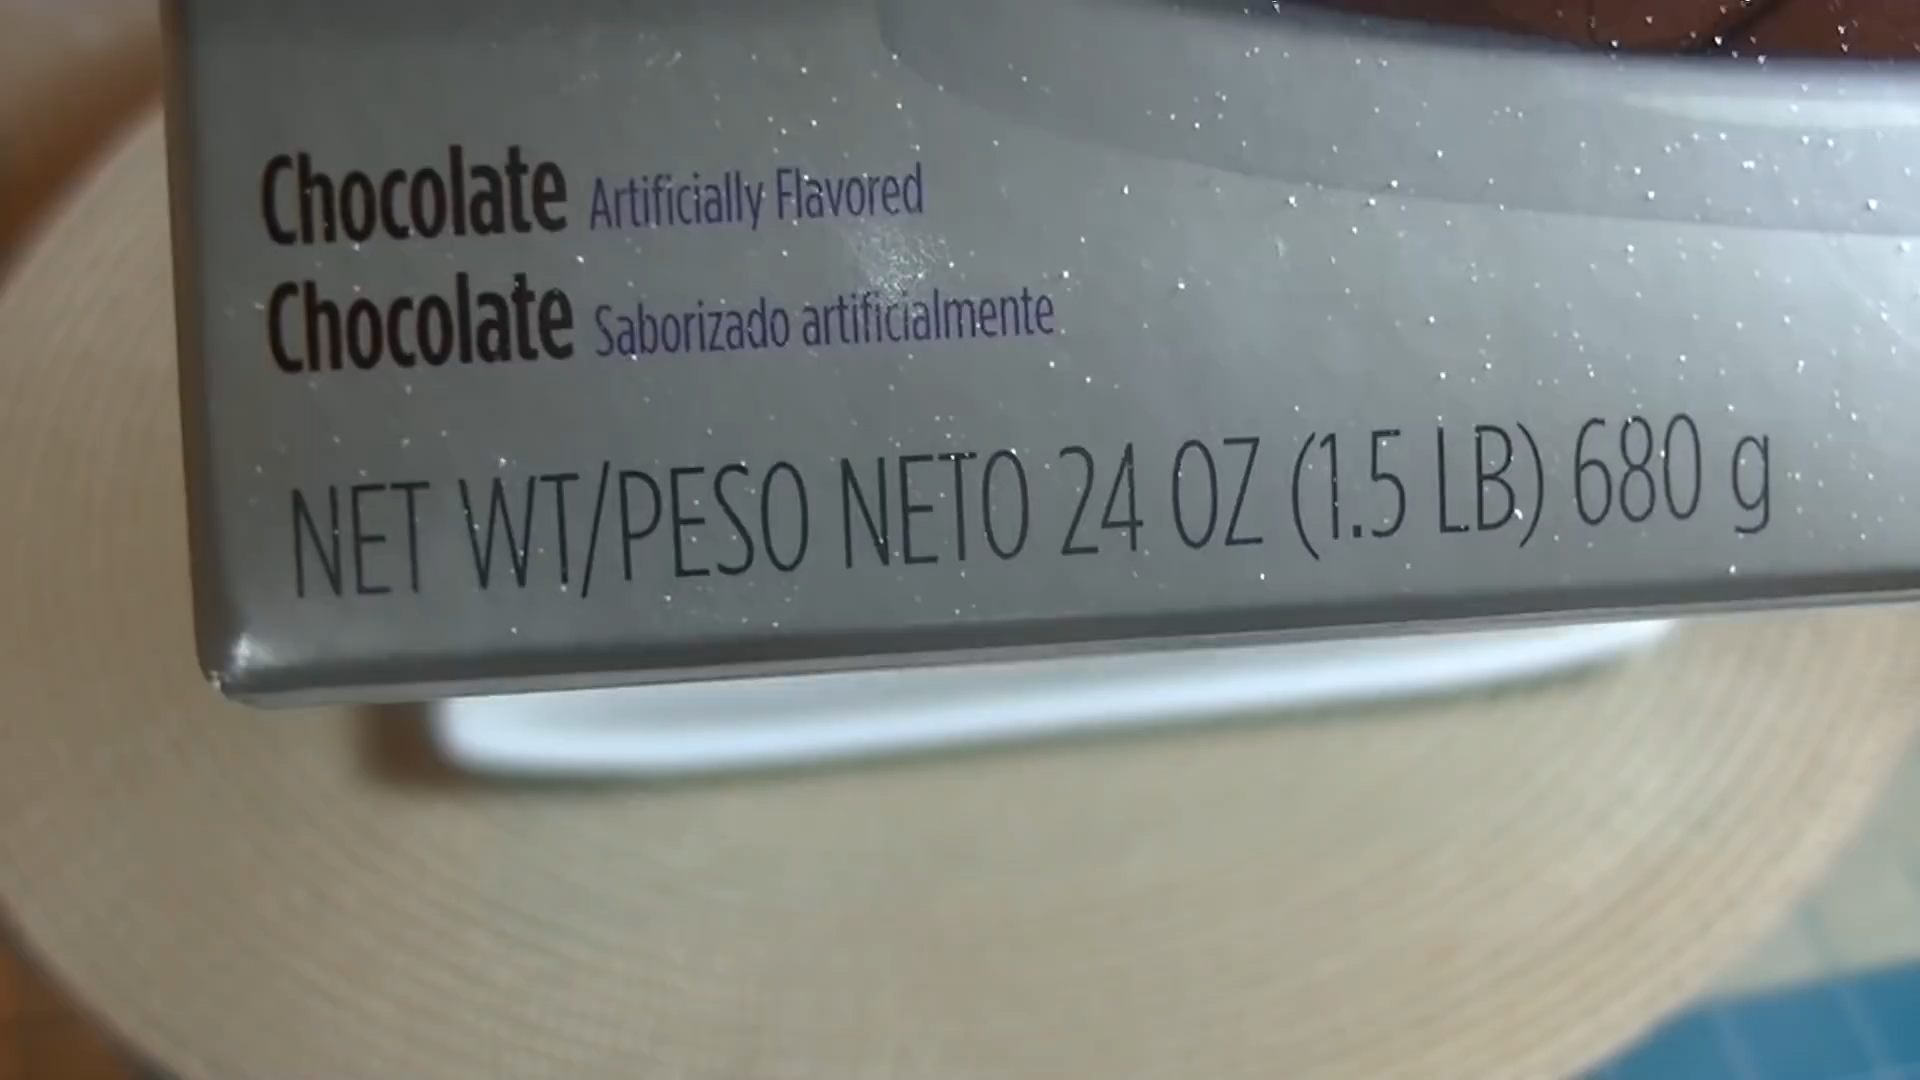 Chocolate Artificially Flavored
Chocolate Saborizado artificialmente
NET WT/PESO NETO 24 OZ (1.5 LB) 680 g